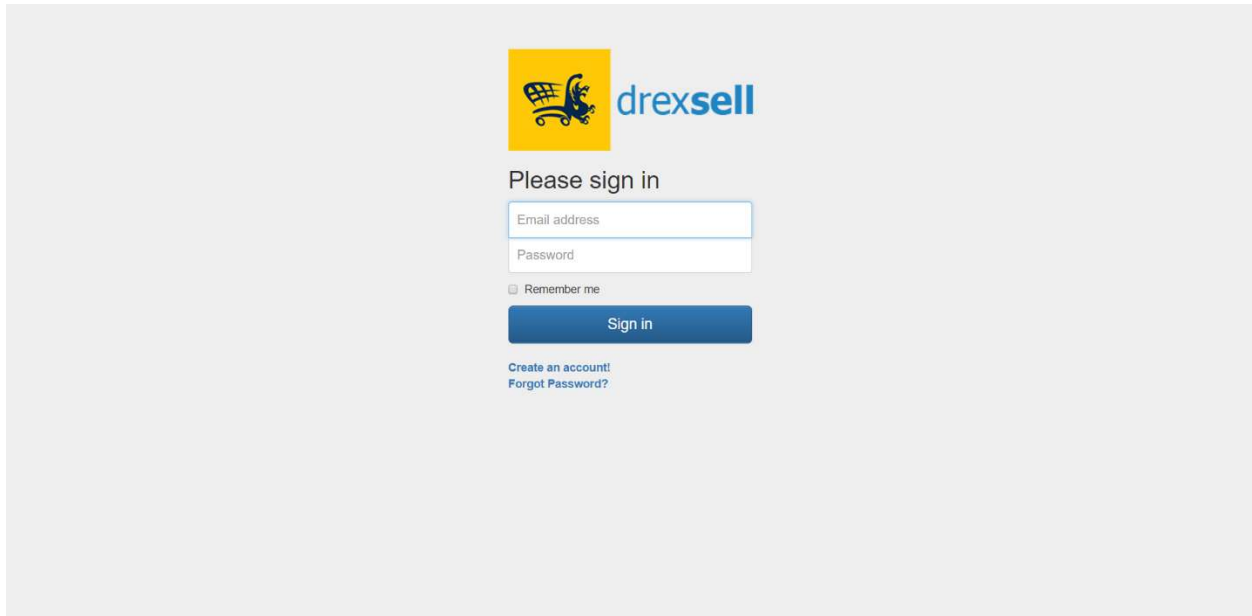 drexsell
Please sign in
Email address
Password
Remember me
Sign in
Create an account!
Forgot Password?